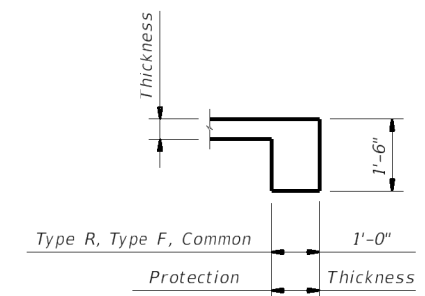 Thickness
1'-6"
Type R, Type F, Common 1'-0"
Protection Thickness